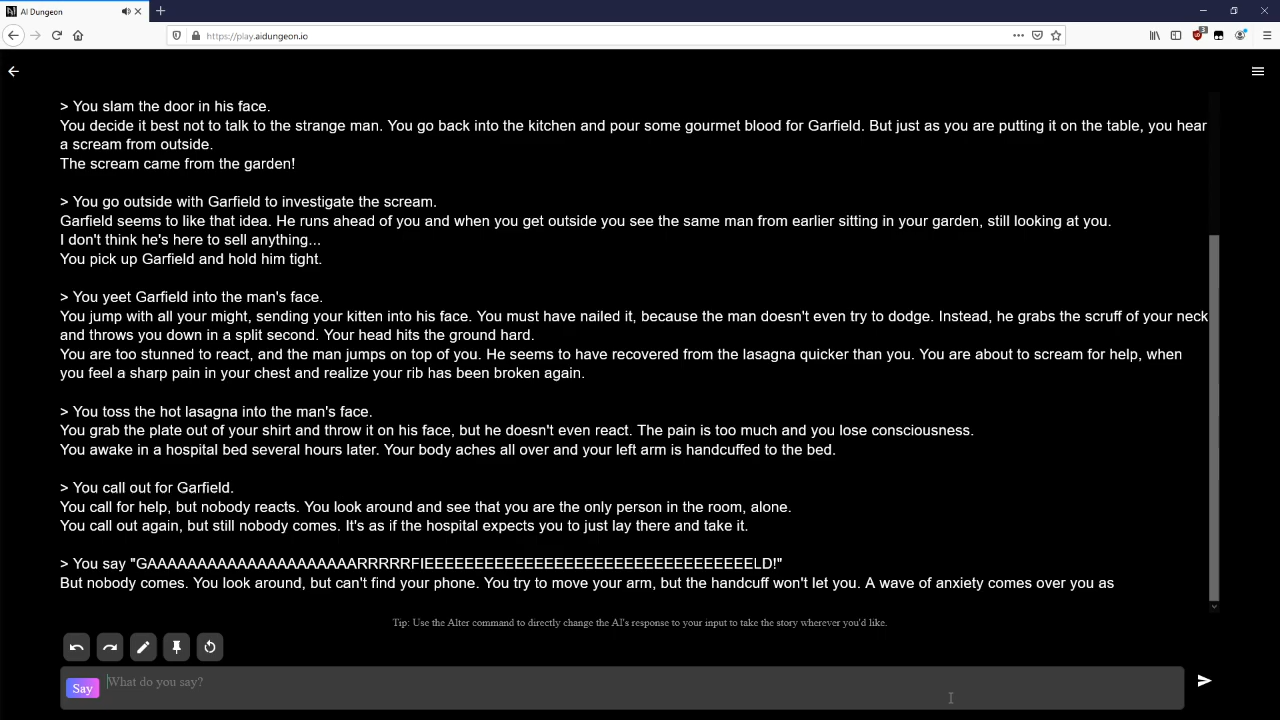 AI Dungeon
https://play.aidungeon.io
> You slam the door in his face.
You decide it best not to talk to the strange man. You go back into the kitchen and pour some gourmet blood for Garfield. But just as you are putting it on the table, you hear
a scream from outside.
The scream came from the garden!
> You go outside with Garfield to investigate the scream.
Garfield seems to like that idea. He runs ahead of you and when you get outside you see the same man from earlier sitting in your garden, still looking at you.
I don't think he's here to sell anything...
You pick up Garfield and hold him tight.
> You yeet Garfield into the man's face.
You jump with all your might, sending your kitten into his face. You must have nailed it, because the man doesn't even try to dodge. Instead, he grabs the scruff of your neck
and throws you down in a split second. Your head hits the ground hard.
You are too stunned to react, and the man jumps on top of you. He seems to have recovered from the lasagna quicker than you. You are about to scream for help, when
you feel a sharp pain in your chest and realize your rib has been broken again.
> You toss the hot lasagna into the man's face.
You grab the plate out of your shirt and throw it on his face, but he doesn't even react. The pain is too much and you lose consciousness.
You awake in a hospital bed several hours later. Your body aches all over and your left arm is handcuffed to the bed.
> You call out for Garfield.
You call for help, but nobody reacts. You look around and see that you are the only person in the room, alone.
You call out again, but still nobody comes. It's as if the hospital expects you to just lay there and take it.
> You say "GAAAAAAAAAAAAAAAAAAAAARRRRRFIEEEEEEEEEEEEEEEEEEEEEEEEEEEEEEEEELD!"
But nobody comes. You look around, but can't find your phone. You try to move your arm, but the handcuff won't let you. A wave of anxiety comes over you as
Tip: Use the Alter command to directly change the AI's response to your input to take the story wherever you'd like.
Say What do you say?